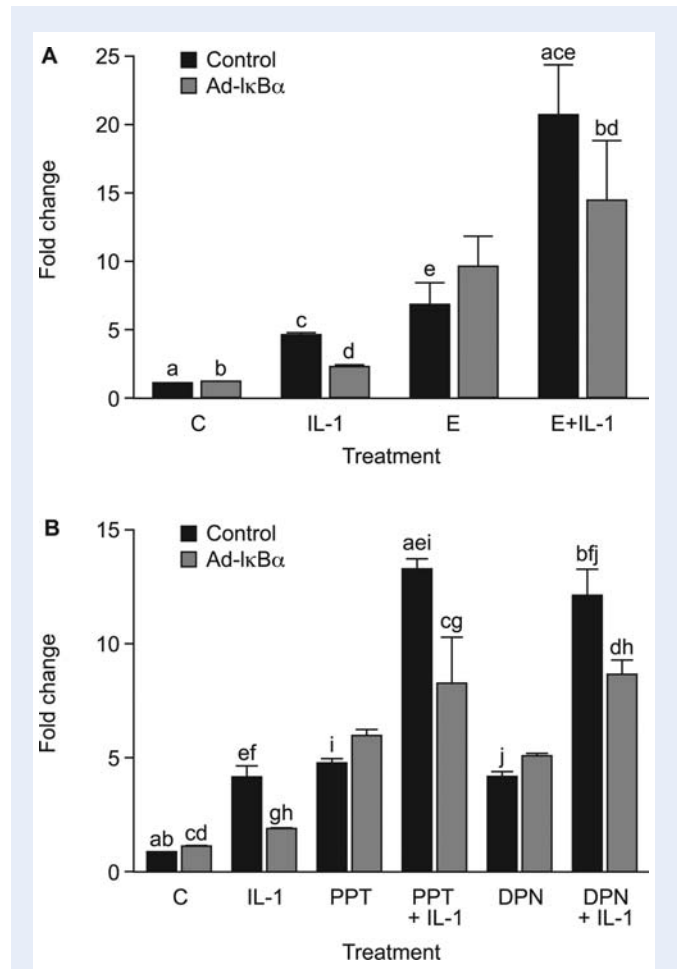 A
Control
Ad-IκBα
Fold change
25
20
15
10
5
0
a
b
c
d
e
ace
bd
C
IL-1
E
E+IL-1
Treatment
B
Control
Ad-IκBα
Fold change
15
10
5
0
ab
cd
ef
gh
i
aei
cg
j
bfj
dh
C
IL-1
PPT
PPT
+ IL-1
DPN
DPN
+ IL-1
Treatment